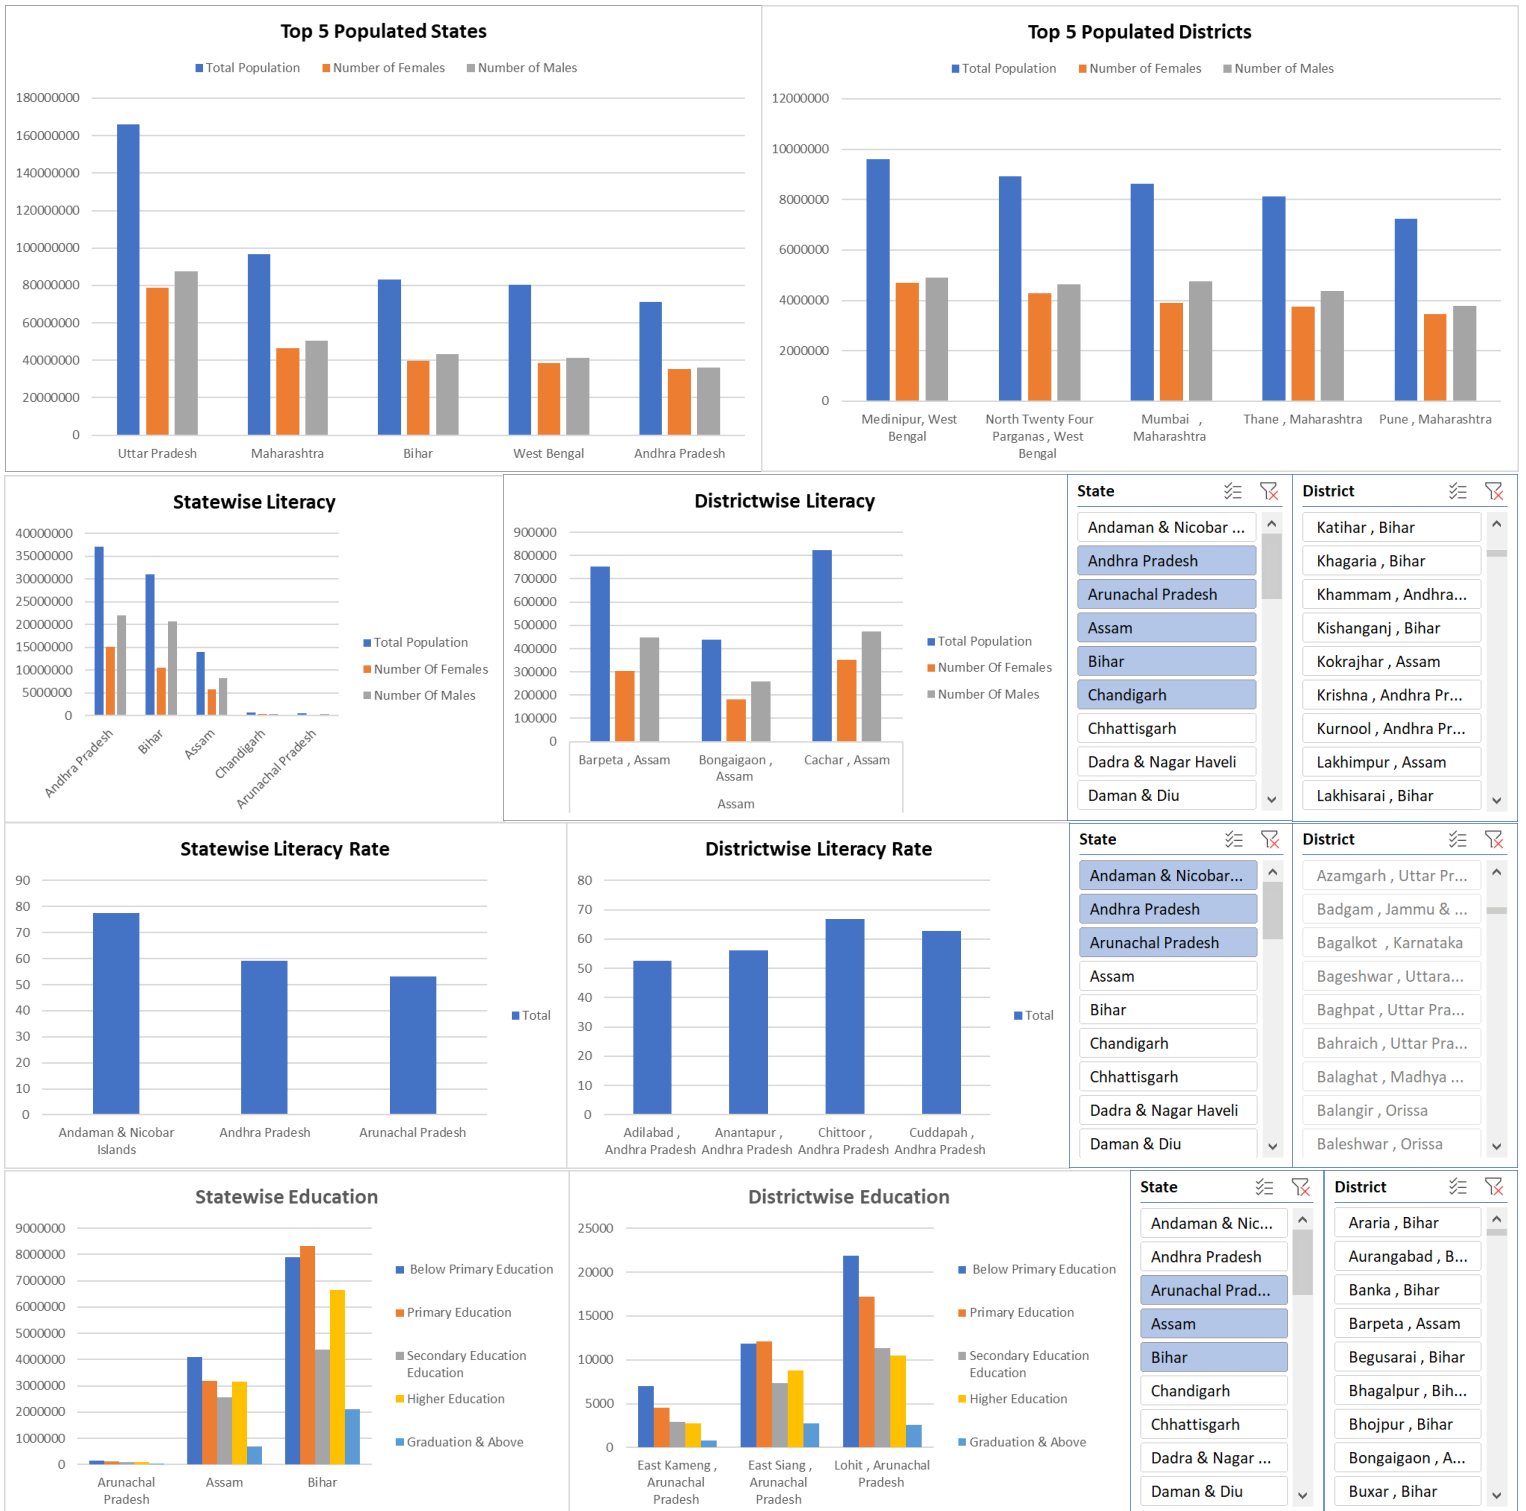 Top 5 Populated States
Total Population Number of Females Number of Males
180000000
160000000
140000000
120000000
100000000
80000000
60000000
40000000
20000000
0
Uttar Pradesh Maharashtra Bihar West Bengal Andhra Pradesh
Top 5 Populated Districts
Total Population Number of Females Number of Males
12000000
10000000
8000000
6000000
4000000
2000000
0
Medinipur, West Bengal
North Twenty Four Parganas , West Bengal
Mumbai , Maharashtra
Thane , Maharashtra
Pune , Maharashtra
Statewise Literacy
40000000
35000000
30000000
25000000
20000000
15000000
10000000
5000000
0
Andhra Pradesh
Bihar
Assam
Chandigarh
Arunachal Pradesh
Total Population
Number Of Females
Number Of Males
Districtwise Literacy
900000
800000
700000
600000
500000
400000
300000
200000
100000
0
Barpeta , Assam
Bongaigaon , Assam
Cachar , Assam
Assam
Total Population
Number Of Females
Number Of Males
State
Andaman & Nicobar ...
Andhra Pradesh
Arunachal Pradesh
Assam
Bihar
Chandigarh
Chhattisgarh
Dadra & Nagar Haveli
Daman & Diu
District
Katihar , Bihar
Khagaria , Bihar
Khammam , Andhra...
Kishanganj , Bihar
Kokrajhar , Assam
Krishna , Andhra Pr...
Kurnool , Andhra Pr...
Lakhimpur , Assam
Lakhisarai , Bihar
Statewise Literacy Rate
90
80
70
60
50
40
30
20
10
0
Andaman & Nicobar Islands
Andhra Pradesh
Arunachal Pradesh
Total
Districtwise Literacy Rate
80
70
60
50
40
30
20
10
0
Adilabad , Andhra Pradesh
Anantapur , Andhra Pradesh
Chittoor , Andhra Pradesh
Cuddapah , Andhra Pradesh
Total
State
Andaman & Nicobar...
Andhra Pradesh
Arunachal Pradesh
Assam
Bihar
Chandigarh
Chhattisgarh
Dadra & Nagar Haveli
Daman & Diu
District
Azamgarh , Uttar Pr...
Badgam , Jammu & ...
Bagalkot , Karnataka
Bageshwar , Uttara...
Baghpat , Uttar Pra...
Bahraich , Uttar Pra...
Balaghat , Madhya ...
Balangir , Orissa
Baleshwar , Orissa
Statewise Education
9000000
8000000
7000000
6000000
5000000
4000000
3000000
2000000
1000000
0
Arunachal Pradesh
Assam
Bihar
Below Primary Education
Primary Education
Secondary Education Education
Higher Education
Graduation & Above
Districtwise Education
25000
20000
15000
10000
5000
0
East Kameng , Arunachal Pradesh
East Siang , Arunachal Pradesh
Lohit , Arunachal Pradesh
Below Primary Education
Primary Education
Secondary Education Education
Higher Education
Graduation & Above
State
Andaman & Nic...
Andhra Pradesh
Arunachal Prad...
Assam
Bihar
Chandigarh
Chhattisgarh
Dadra & Nagar ...
Daman & Diu
District
Araria , Bihar
Aurangabad , B...
Banka , Bihar
Barpeta , Assam
Begusarai , Bihar
Bhagalpur , Bih...
Bhojpur , Bihar
Bongaigaon , A...
Buxar , Bihar